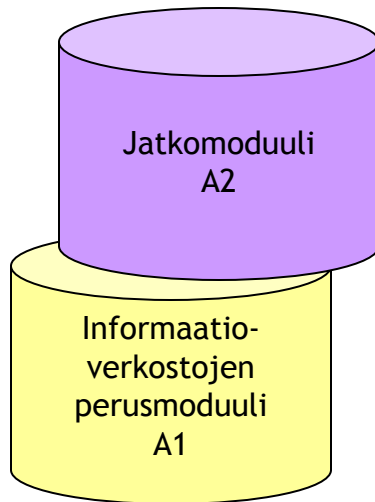 Jatkomoduuli
A2
Informaatio-
verkostojen
perusmoduuli
A1